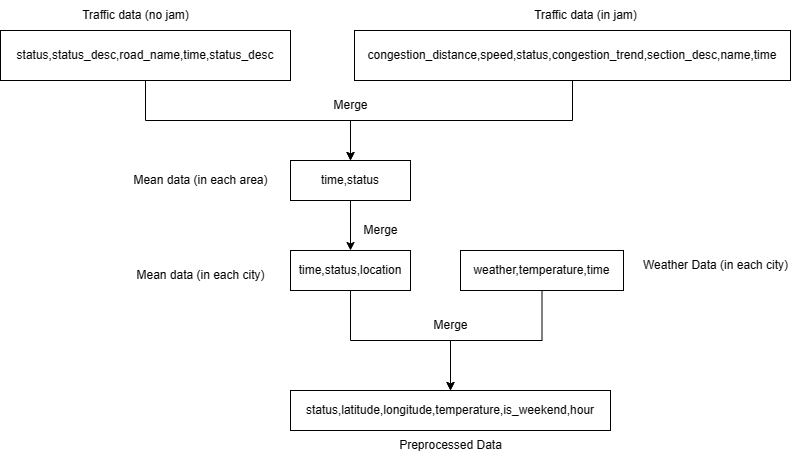 Traffic data (no jam)
Traffic data (in jam)
status,status_desc,road_name,time,status_desc
congestion_distance,speed,status,congestion_trend,section_desc,name,time
Merge
Mean data (in each area)
time,status
Merge
Mean data (in each city)
time,status,location
weather,temperature,time
Weather Data (in each city)
Merge
status,latitude,longitude,temperature,is_weekend,hour
Preprocessed Data